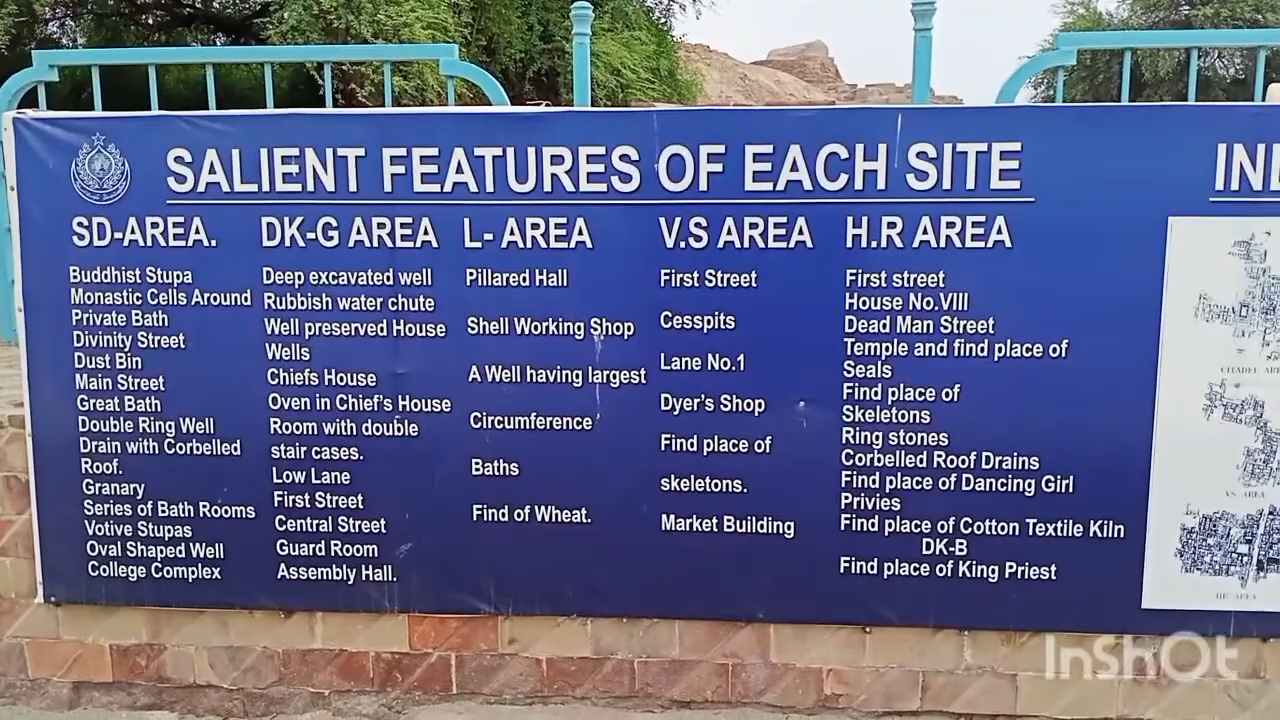 SALIENT FEATURES OF EACH SITE
SD-AREA.
Buddhist Stupa
Monastic Cells Around
Private Bath
Divinity Street
Dust Bin
Main Street
Great Bath
Double Ring Well
Drain with Corbelled
Roof.
Granary
Series of Bath Rooms
Votive Stupas
Oval Shaped Well
College Complex
DK-G AREA
Deep excavated well
Rubbish water chute
Well preserved House
Wells
Chiefs House
Oven in Chief's House
Room with double
stair cases.
Low Lane
First Street
Central Street
Guard Room
Assembly Hall.
L- AREA
Pillared Hall
Shell Working Shop
A Well having largest
Circumference
Baths
Find of Wheat.
V.S AREA
First Street
Cesspits
Lane No.1
Dyer's Shop
Find place of
skeletons.
Market Building
H.R AREA
First street
House No.VIII
Dead Man Street
Temple and find place of
Seals
Find place of
Skeletons
Ring stones
Corbelled Roof Drains
Find place of Dancing Girl
Privies
Find place of Cotton Textile Kiln
DK-B
Find place of King Priest
CITADEL ARE
VS AREA
HR AREA
InShOt